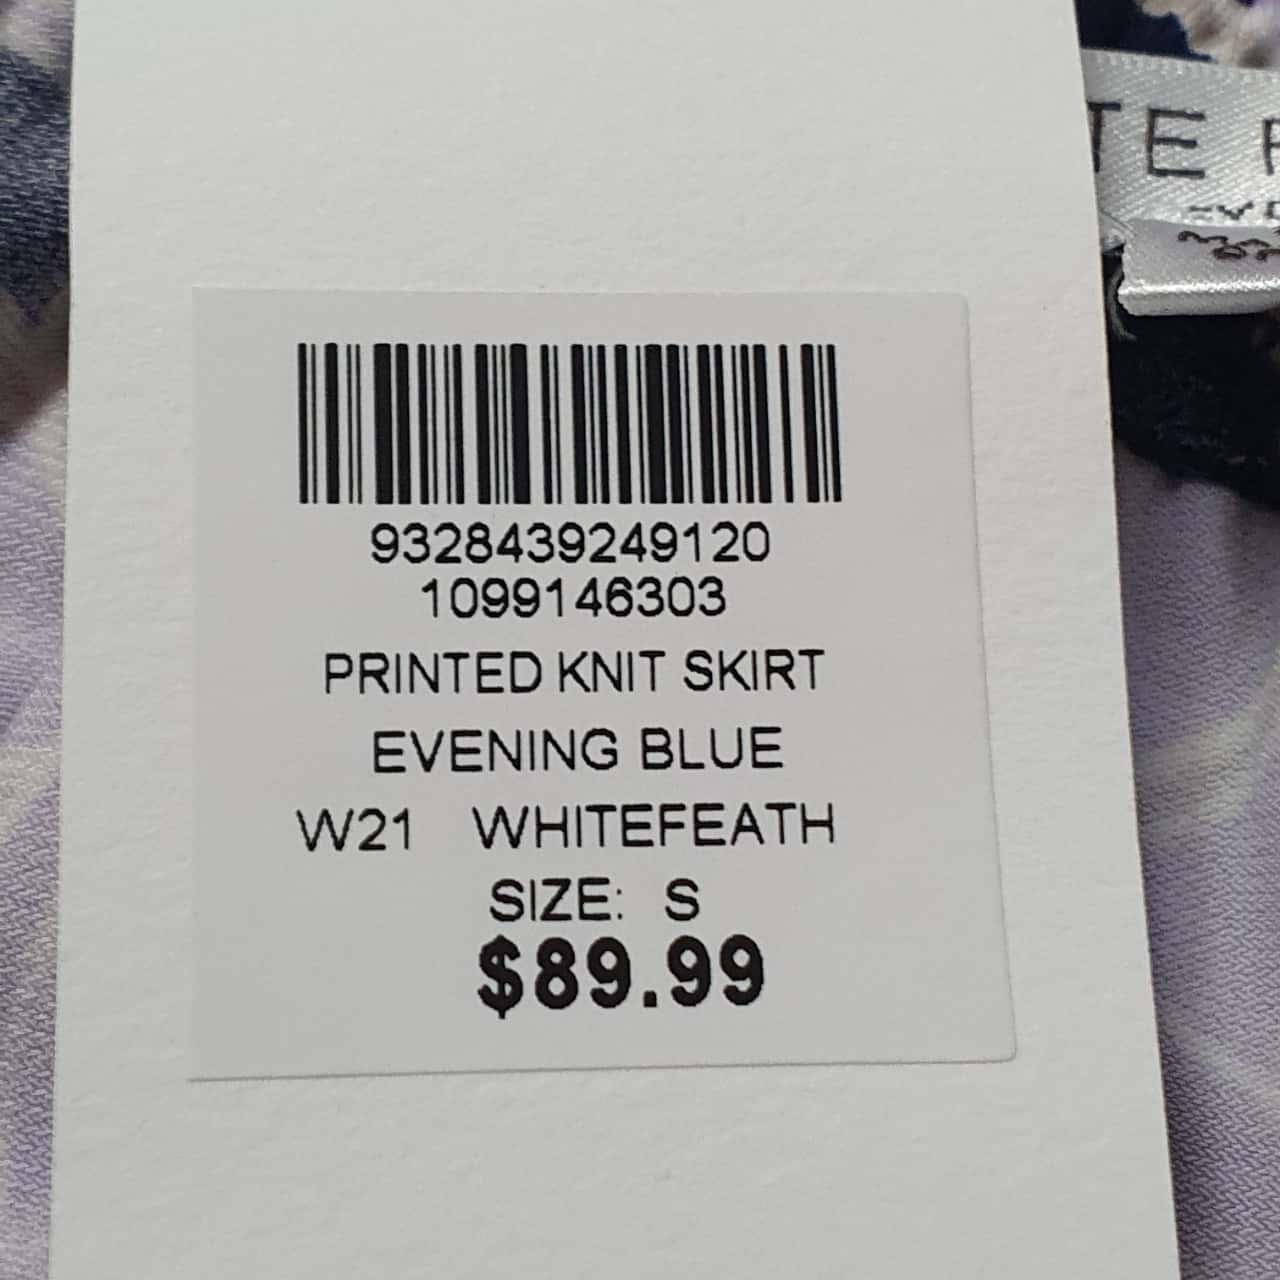 TE
9328439249120
1099146303
PRINTED KNIT SKIRT
EVENING BLUE
W21 WHITEFEATH
SIZE: S
$89.99